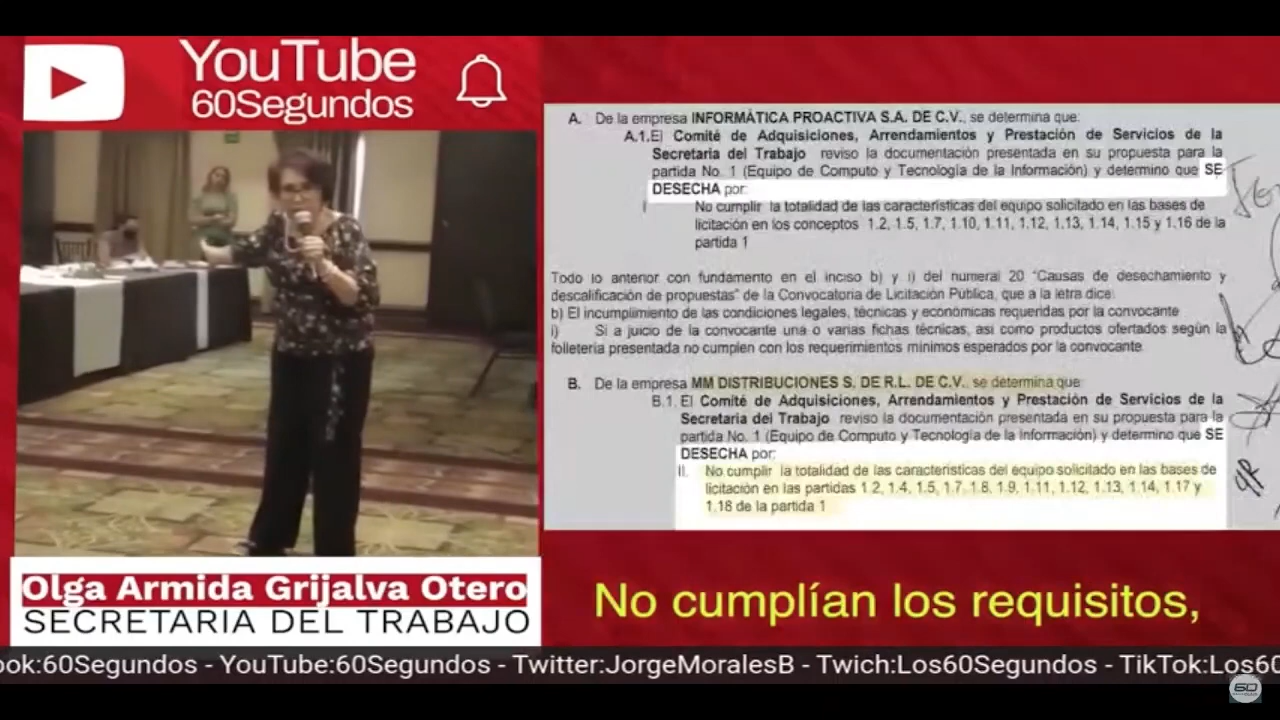 YouTube
60Segundos
A. De la empresa INFORMÁTICA PROACTIVA S.A. DE C.V., se determina que:
A.1.El Comité de Adquisiciones, Arrendamientos y Prestación de Servicios de la
Secretaria del Trabajo reviso la documentación presentada en su propuesta para la
partida No. 1 (Equipo de Computo y Tecnología de la Información) y determino que SE
DESECHA por:
I No cumplir la totalidad de las características del equipo solicitado en las bases de
licitación en los conceptos 1.2, 1.5, 1.7, 1.10, 1.11, 1.12, 1.13, 1.14, 1.15 y 1.16 de la
partida 1
Todo lo anterior con fundamento en el inciso b) y i) del numeral 20 "Causas de desechamiento y
descalificación de propuestas" de la Convocatoria de Licitación Pública, que a la letra dice:
b) El incumplimiento de las condiciones legales, técnicas y económicas requeridas por la convocante
i) Si a juicio de la convocante una o varias fichas técnicas, asi como productos ofertados según la
folletería presentada no cumplen con los requerimientos mínimos esperados por la convocante
B. De la empresa MM DISTRIBUCIONES S. DE R.L. DE C.V., se determina que:
B.1. El Comité de Adquisiciones, Arrendamientos y Prestación de Servicios de la
Secretaria del Trabajo reviso la documentación presentada en su propuesta para la
partida No. 1 (Equipo de Computo y Tecnología de la Información) y determino que SE
DESECHA por:
II. No cumplir la totalidad de las características del equipo solicitado en las bases de
licitación en las partidas 1.2, 1.4, 1.5, 1.7, 1.8, 1.9, 1.11, 1.12, 1.13, 1.14, 1.17 y
1.18 de la partida 1
Olga Armida Grijalva Otero
SECRETARIA DEL TRABAJO
No cumplían los requisitos,
ook:60Segundos - YouTube:60Segundos - Twitter:JorgeMoralesB - Twich:Los60Segundos - TikTok:Los60
60